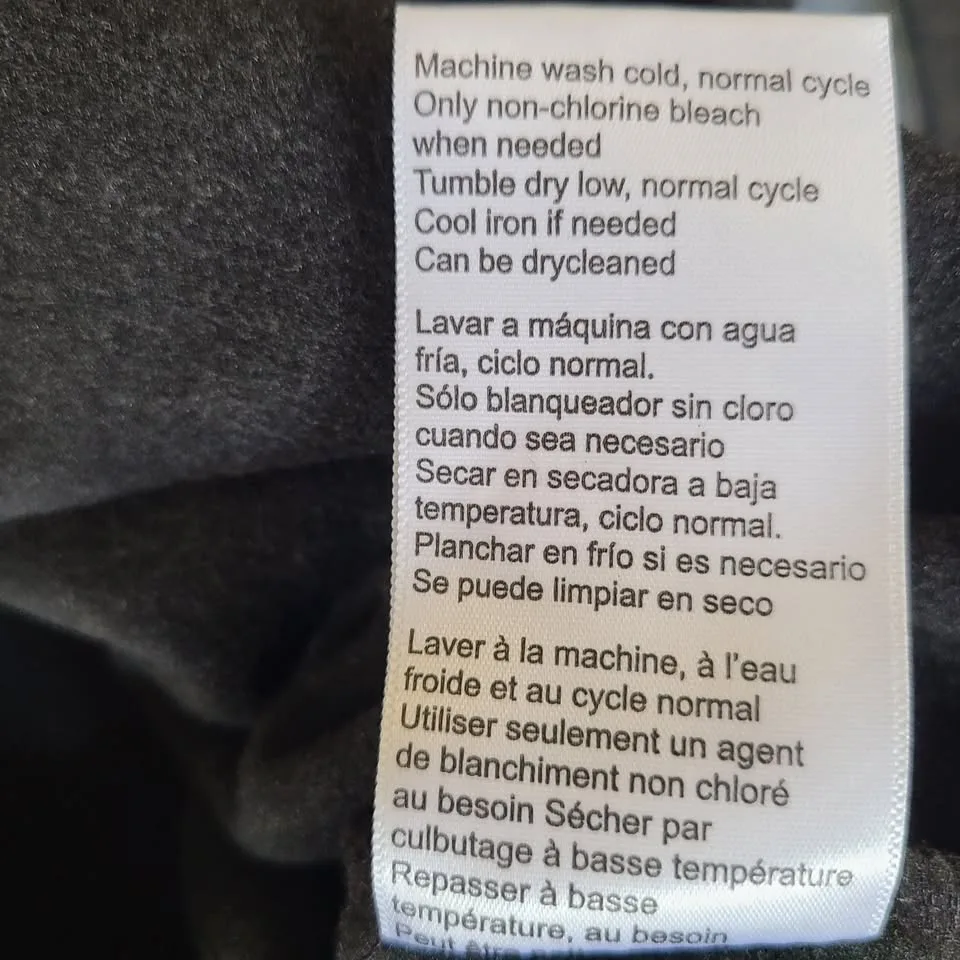 Machine wash cold, normal cycle
Only non-chlorine bleach
when needed
Tumble dry low, normal cycle
Cool iron if needed
Can be drycleaned
Lavar a máquina con agua
fría, ciclo normal.
Sólo blanqueador sin cloro
cuando sea necesario
Secar en secadora a baja
temperatura, ciclo normal.
Planchar en frío si es necesario
Se puede limpiar en seco
Laver à la machine, à l'eau
froide et au cycle normal
Utiliser seulement un agent
de blanchiment non chloré
au besoin Sécher par
culbutage à basse température
Repasser à basse
température, au besoin
Peut être